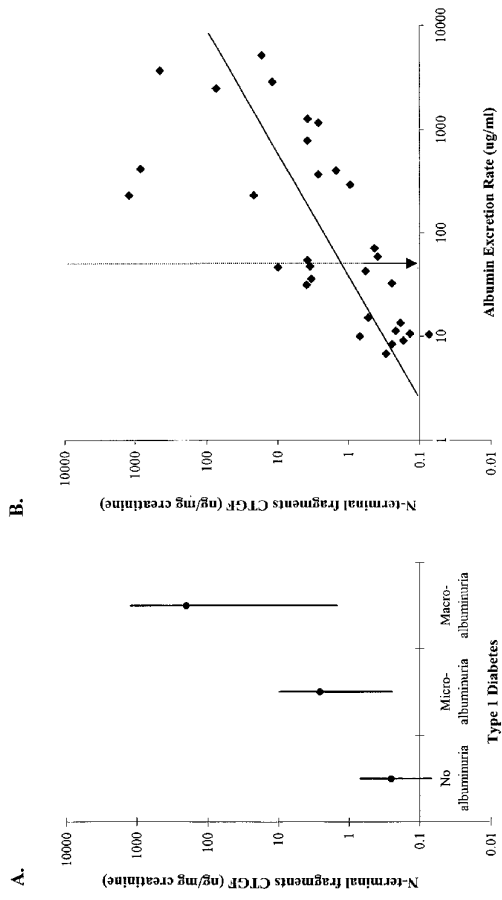 A.
N-terminal fragments CTGF (ng/mg creatinine)
10000
100
10
1
0.1
0.01
No albuminuria
Micro-albuminuria
Macro-albuminuria
Type 1 Diabetes
B.
N-terminal fragments CTGF (ng/mg creatinine)
10000
100
10
1
0.1
0.01
1
10
100
1000
10000
Albumin Excretion Rate (ug/ml)